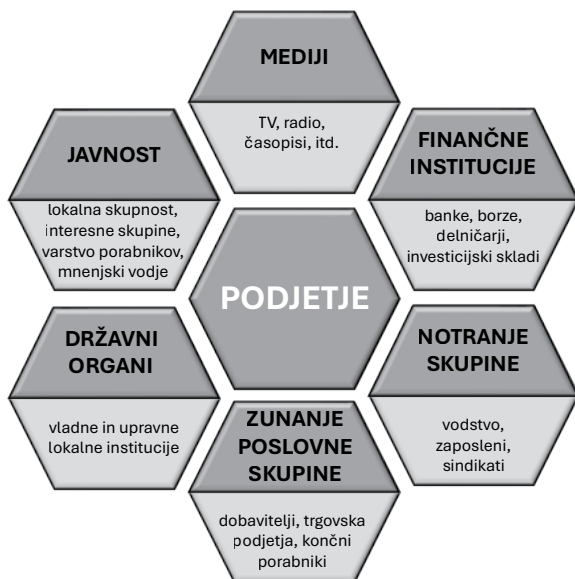 MEDIJI
TV, radio,
časopisi, itd.
JAVNOST
lokalna skupnost,
interesne skupine,
varstvo porabnikov,
mnenjski vodje
FINANČNE
INSTITUCIJE
banke, borze,
delničarji,
investicijski skladi
PODJETJE
DRŽAVNI
ORGANI
vladne in upravne
lokalne institucije
NOTRANJE
SKUPINE
vodstvo,
zaposleni,
sindikati
ZUNANJE
POSLOVNE
SKUPINE
dobavitelji, trgovska
podjetja, končni
porabniki